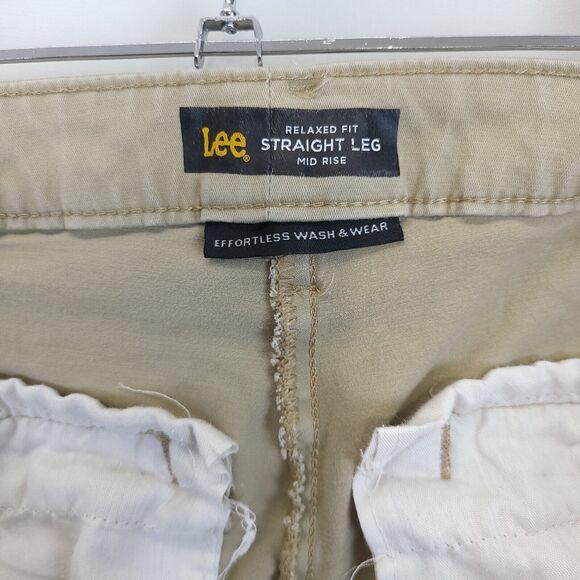 Lee®
RELAXED FIT
STRAIGHT LEG
MID RISE
EFFORTLESS WASH & WEAR